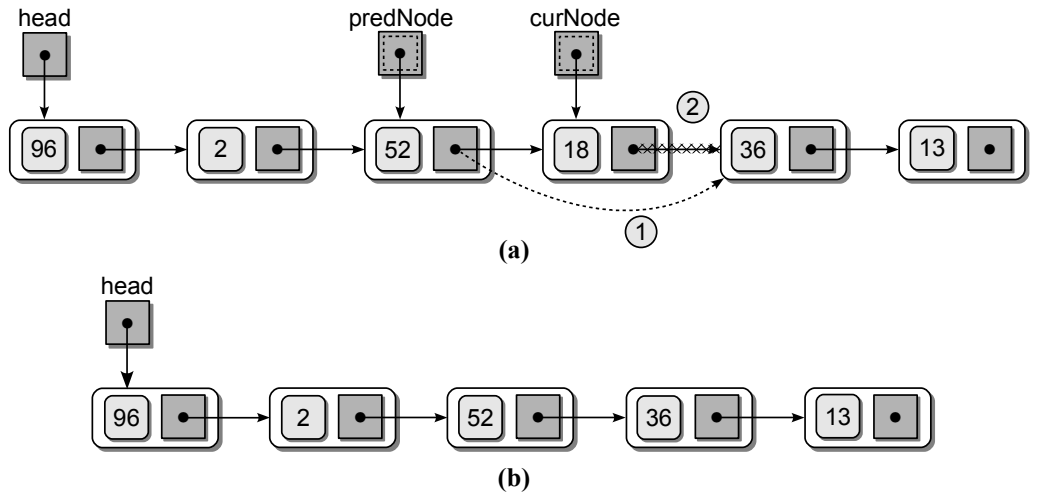 head predNode curNode
2
96 2 52 18 36 13
1
(a)
head
96 2 52 36 13
(b)